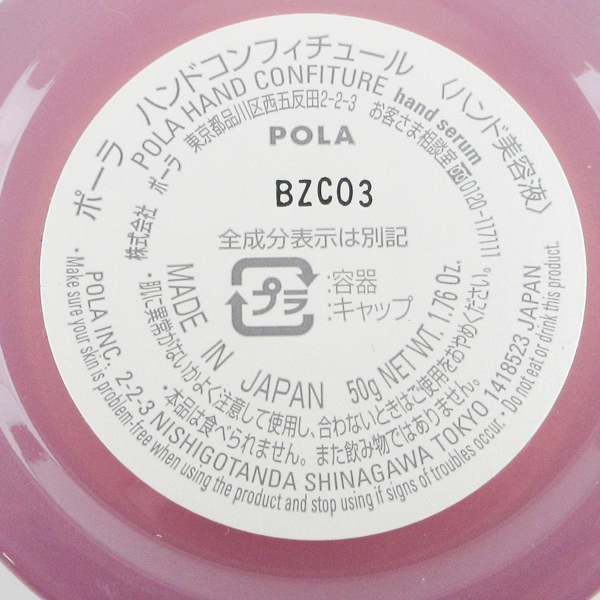 ポーラ ハンドコンフィチュール 〈ハンド美容液〉
POLA HAND CONFITURE hand serum
株式会社 ポーラ 東京都品川区西五反田2-2-3 お客さま相談室 0120-117111
POLA
BZC03
全成分表示は別記
プラ
:容器
:キャップ
MADE IN JAPAN 50g NET WT. 1.76 Oz.
・肌に異常がないかよく注意して使用し、合わないときはご使用をおやめください。
・本品は食べられません。また飲み物ではありません。
POLA INC. 2-2-3 NISHIGOTANDA SHINAGAWA TOKYO 1418523 JAPAN
・Make sure your skin is problem-free when using the product and stop using if signs of troubles occur. ・Do not eat or drink this product.